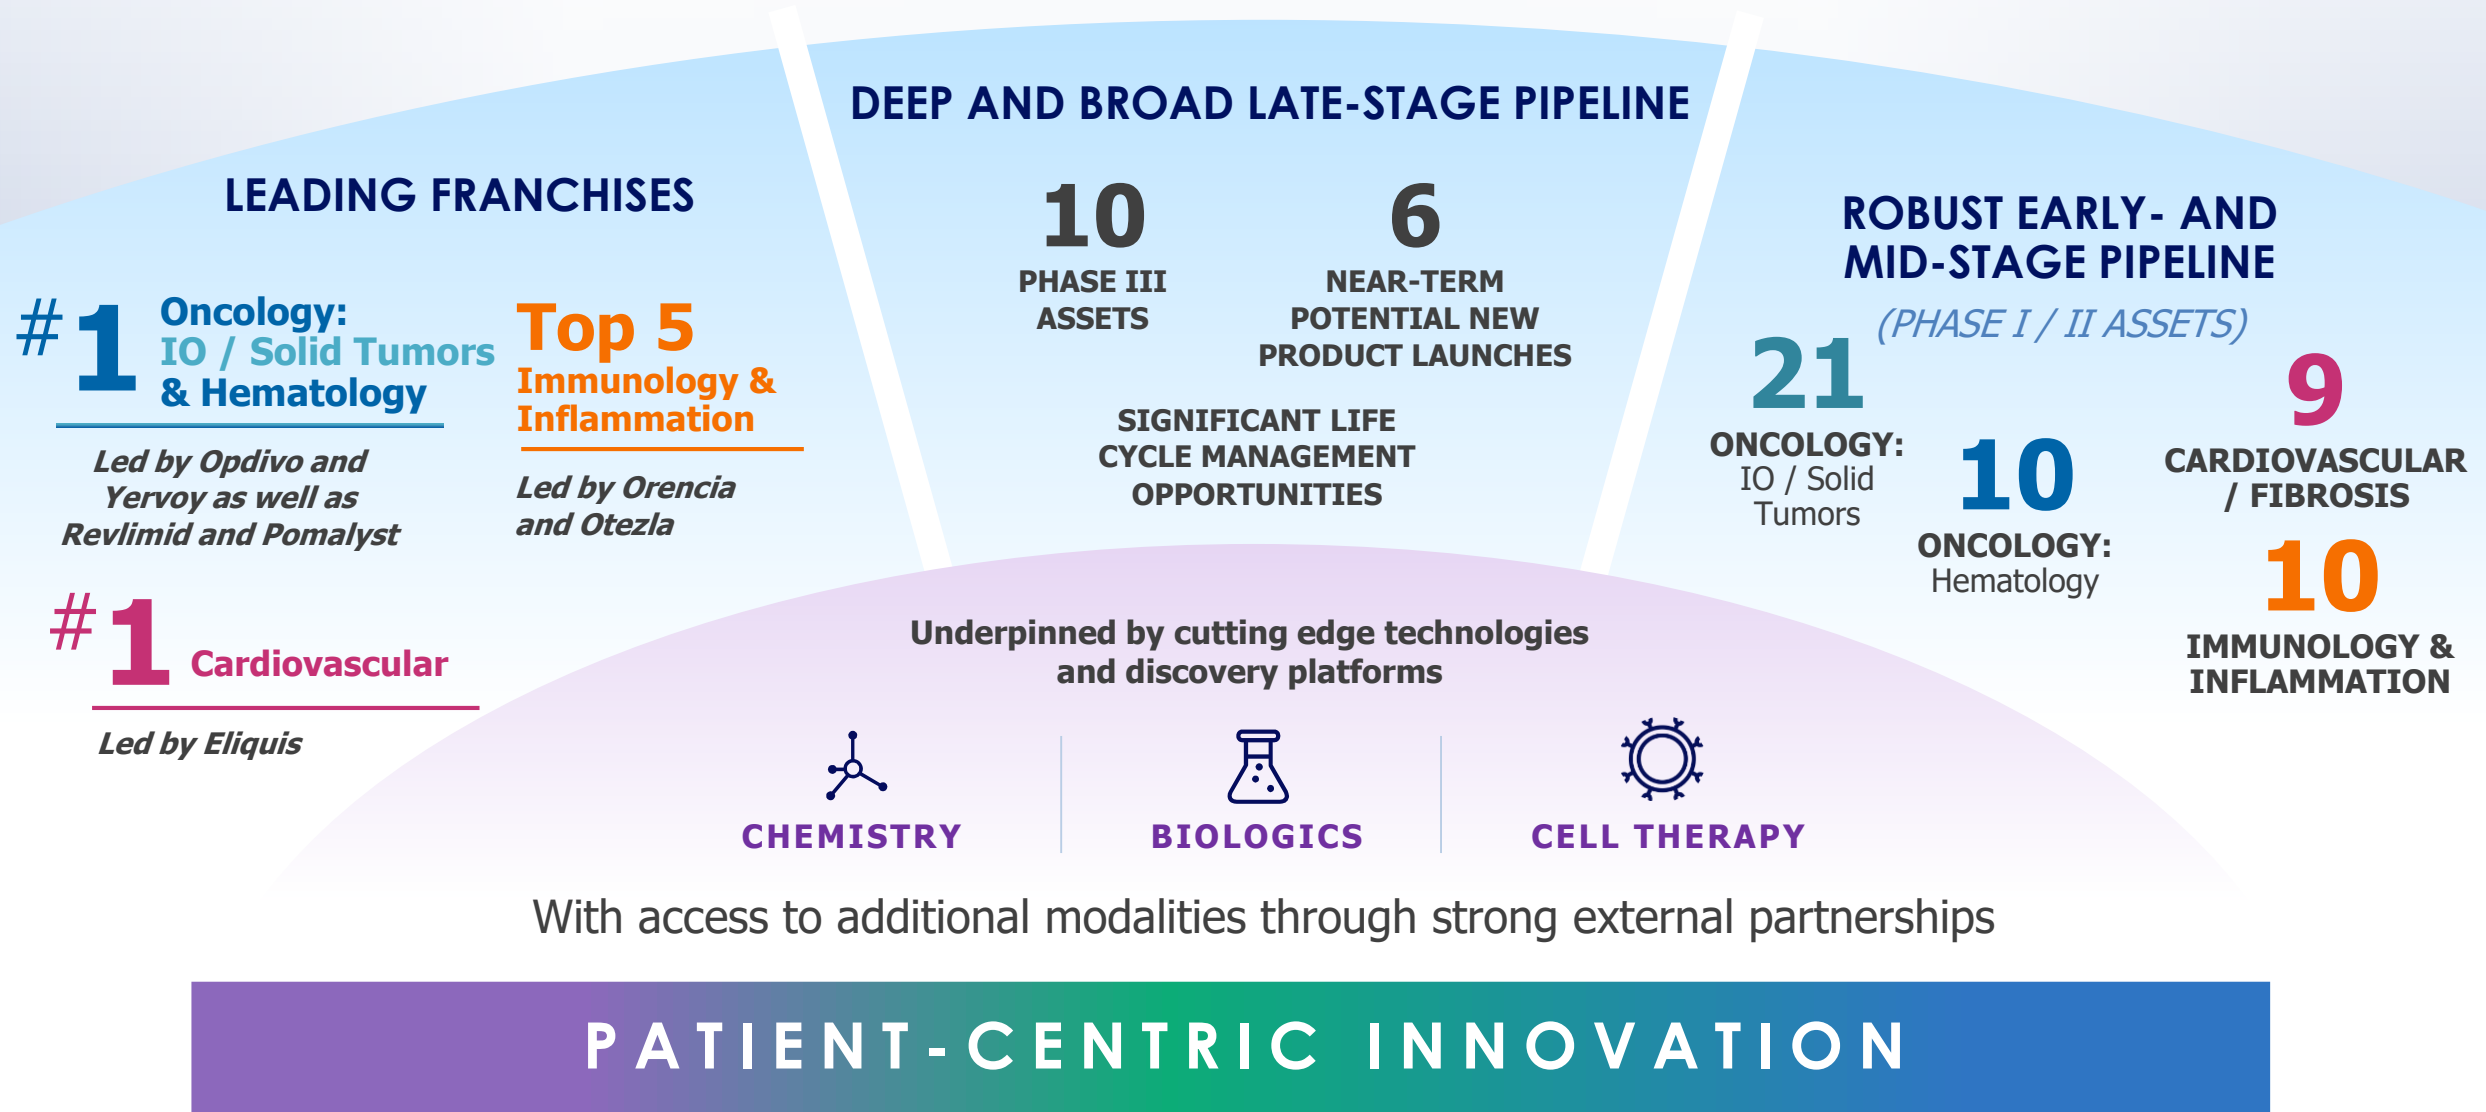 LEADING FRANCHISES
#1
Oncology:
IO / Solid Tumors
& Hematology
Led by Opdivo and
Yervoy as well as
Revlimid and Pomalyst
Top 5
Immunology &
Inflammation
Led by Orencia
and Otezla
#1
Cardiovascular
Led by Eliquis
DEEP AND BROAD LATE-STAGE PIPELINE
10
PHASE III
ASSETS
6
NEAR-TERM
POTENTIAL NEW
PRODUCT LAUNCHES
SIGNIFICANT LIFE
CYCLE MANAGEMENT
OPPORTUNITIES
ROBUST EARLY- AND
MID-STAGE PIPELINE
(PHASE I / II ASSETS)
21
ONCOLOGY:
IO / Solid
Tumors
10
ONCOLOGY:
Hematology
9
CARDIOVASCULAR
/ FIBROSIS
10
IMMUNOLOGY &
INFLAMMATION
Underpinned by cutting edge technologies
and discovery platforms
CHEMISTRY
BIOLOGICS
CELL THERAPY
With access to additional modalities through strong external partnerships
PATIENT-CENTRIC INNOVATION